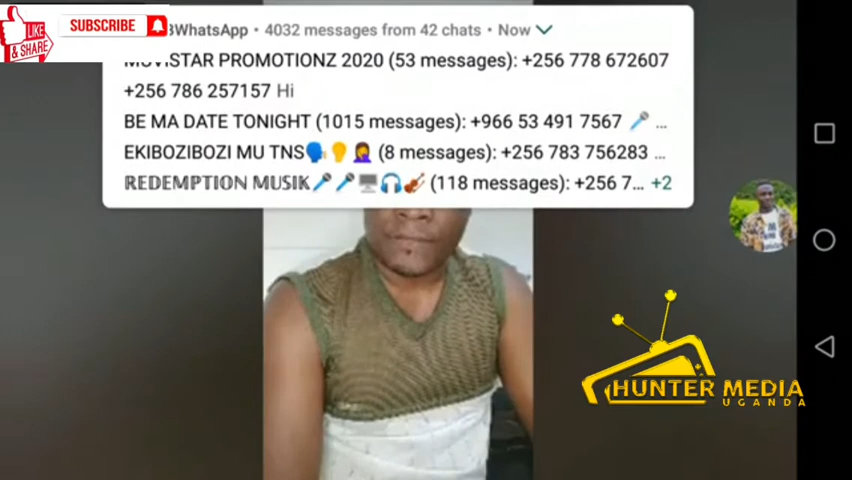 LIKE
& SHARE
SUBSCRIBE
BWhatsApp • 4032 messages from 42 chats • Now
MOVISTAR PROMOTIONZ 2020 (53 messages): +256 778 672607
+256 786 257157 Hi
BE MA DATE TONIGHT (1015 messages): +966 53 491 7567 🎤 ...
EKIBOZIBOZI MU TNS🗣️👂🤦‍♀️ (8 messages): +256 783 756283 ...
ℝ𝔼𝔻𝔼𝕄ℙ𝕋𝕀𝕆ℕ 𝕄𝕌𝕊𝕀𝕂🎤🎤🖥️🎧🎻 (118 messages): +256 7... +2
HUNTER MEDIA
UGANDA